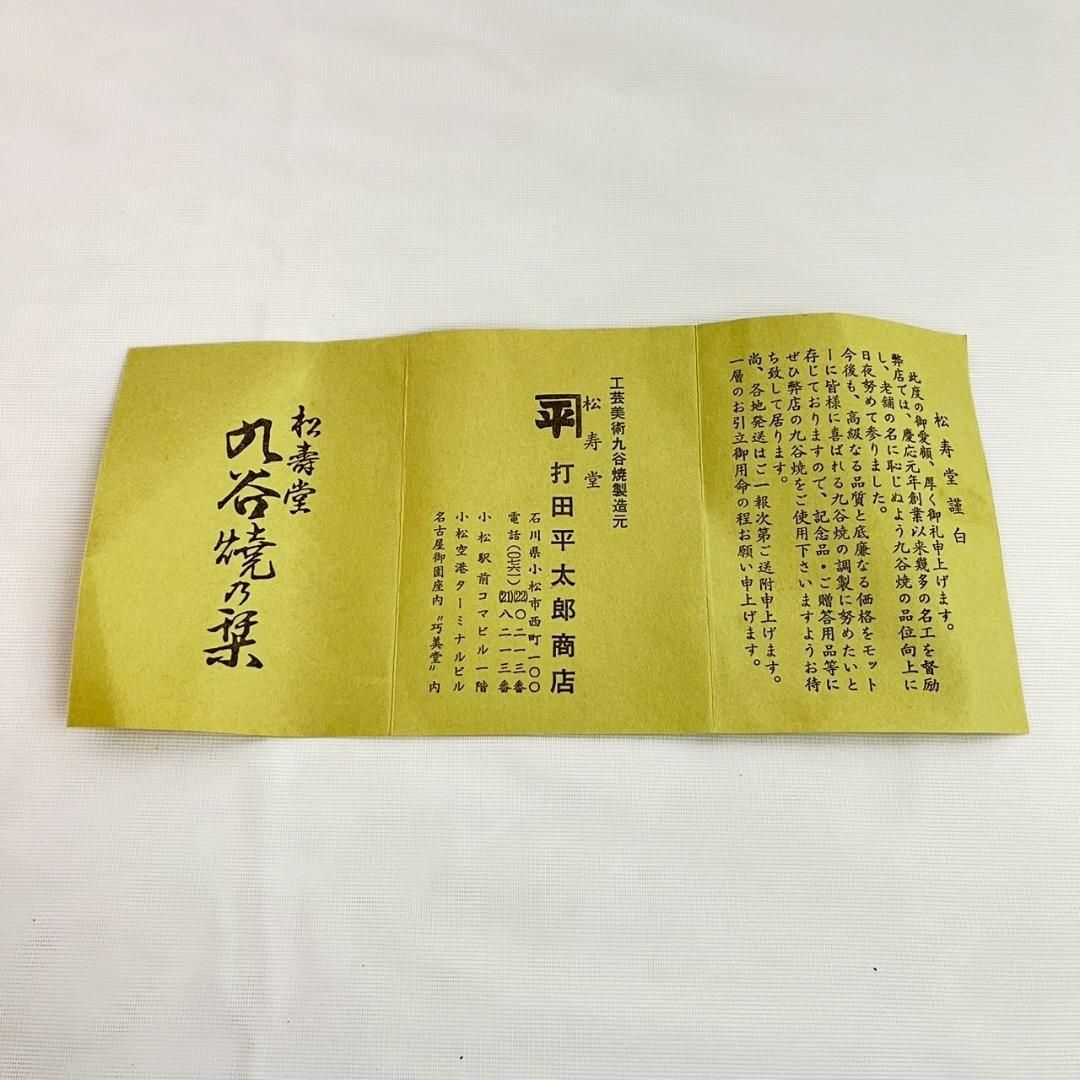 松寿堂謹白
此度の御愛顧、厚く御礼申上げます。
弊店では、慶応元年創業以来幾多の名工を督励
し、老舗の名に恥じぬよう九谷焼の品位向上に
日夜努めて参りました。
今後も、高級なる品質と底廉なる価格をモット
ーに皆様に喜ばれる九谷焼の調製に努めたいと
存じておりますので、記念品・ご贈答用品等に
ぜひ弊店の九谷焼をご使用下さいますようお待
ち致して居ります。
尚、各地発送はご一報次第ご送附申上げます。
一層のお引立御用命の程お願い申上げます。
工芸美術九谷焼製造元
松寿堂
平 打田平太郎商店
石川県小松市西町一〇〇
電話(〇七六一)(22)〇二一三番
(21)八二一三番
小松駅前コマビル一階
小松空港ターミナルビル
名古屋御園座内〝巧美堂〟内
松壽堂
九谷燒乃栞